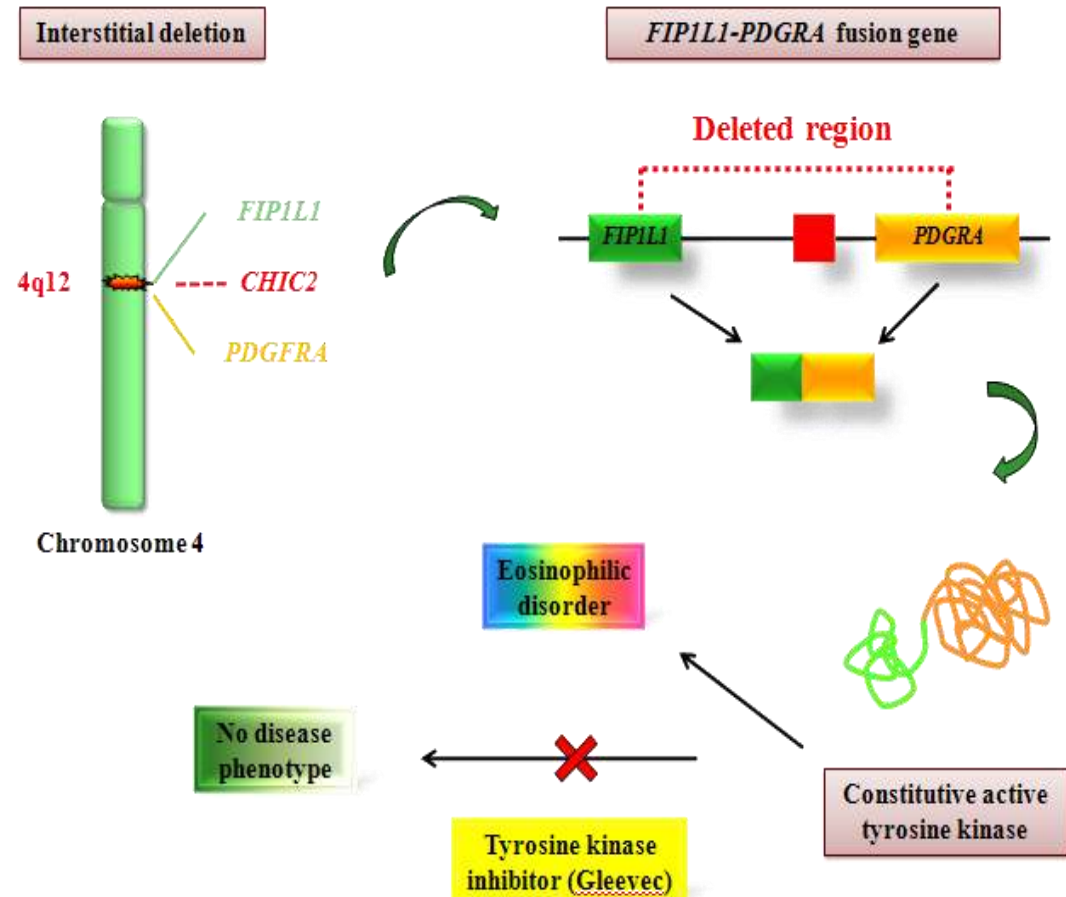 Interstitial deletion
FIP1L1-PDGRA fusion gene
Deleted region
FIP1L1
4q12
CHIC2
PDGFRA
Chromosome 4
FIP1L1
PDGRA
Eosinophilic
disorder
No disease
phenotype
Tyrosine kinase
inhibitor (Gleevec)
Constitutive active
tyrosine kinase